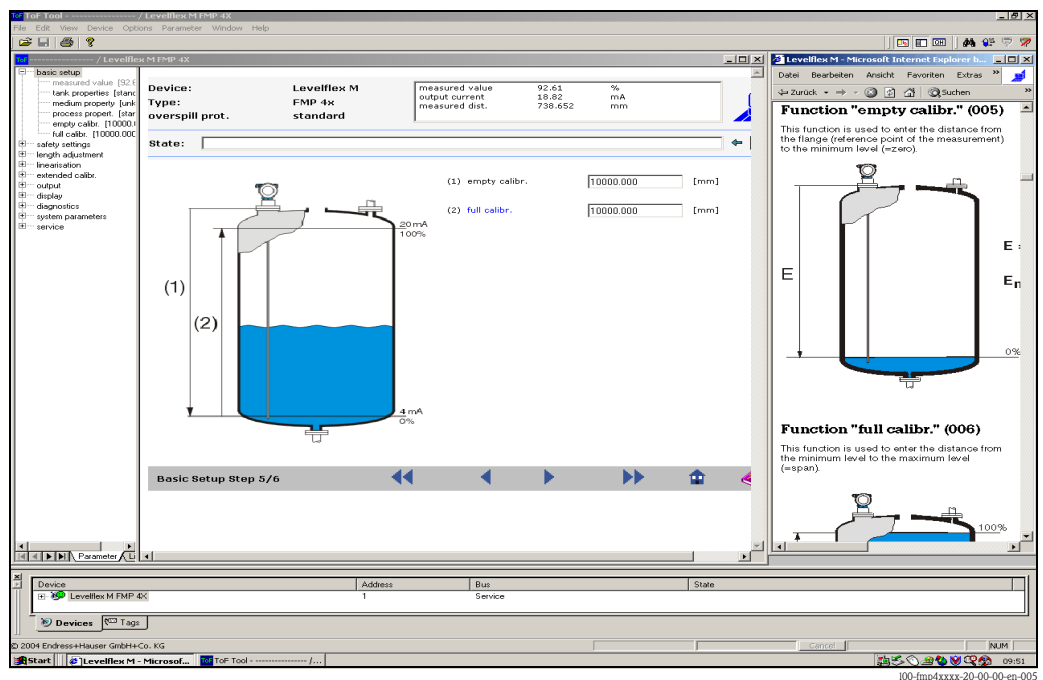 ToF Tool - ----------------- / Levelflex M FMP 4X
File Edit View Device Options Parameter Window Help
----------------- / Levelflex M FMP 4X
basic setup
measured value [92.6
tank properties [stand
medium property [unk
process propert. [star
empty calibr. [10000.0
full calibr. [10000.000
safety settings
length adjustment
linearisation
extended calibr.
output
display
diagnostics
system parameters
service
Parameter
Device: Levelflex M
Type: FMP 4x
overspill prot. standard
measured value 92.61 %
output current 18.82 mA
measured dist. 738.652 mm
State:
(1) empty calibr. 10000.000 [mm]
(2) full calibr. 10000.000 [mm]
20 mA
100%
(1)
(2)
4 mA
0%
Basic Setup Step 5/6
Levelflex M - Microsoft Internet Explorer b...
Datei Bearbeiten Ansicht Favoriten Extras »
Zurück Suchen »
Function "empty calibr." (005)
This function is used to enter the distance from
the flange (reference point of the measurement)
to the minimum level (=zero).
E
E
E
0%
Function "full calibr." (006)
This function is used to enter the distance from
the minimum level to the maximum level
(=span).
100%
Device Address Bus State
Levelflex M FMP 4X 1 Service
Devices Tags
© 2004 Endress+Hauser GmbH+Co. KG Cancel NUM
Start Levelflex M - Microsof... ToF Tool - ----------------- /... 09:51
l00-fmp4xxxx-20-00-00-en-005